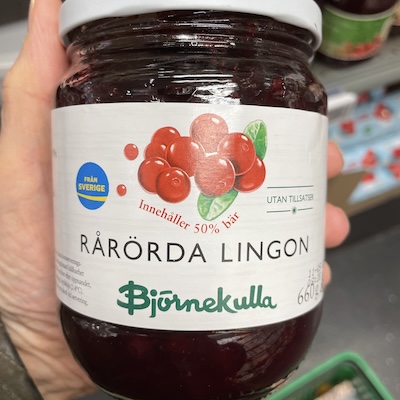 FRÅN
SVERIGE
Innehåller 50% bär
UTAN TILLSATSER
RÅRÖRDA LINGON
Björnekulla
660g